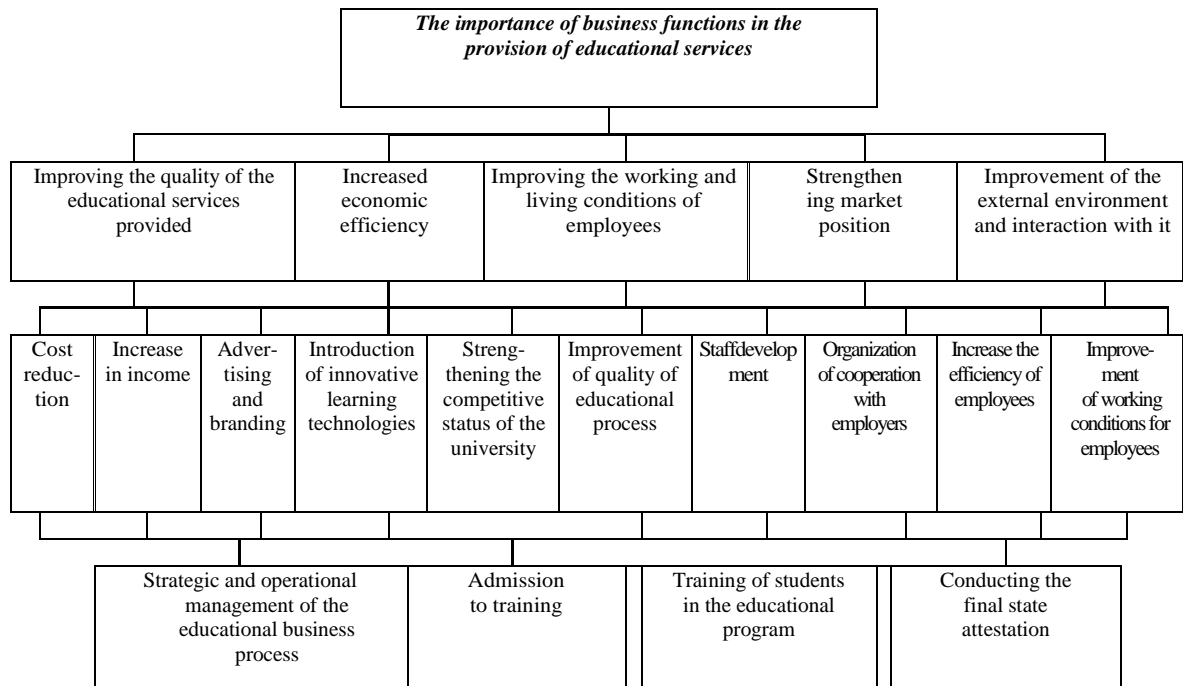 The importance of business functions in the
provision of educational services
Improving the quality of the
educational services
provided
Increased
economic
efficiency
Improving the working and
living conditions of
employees
Strengthen
ing market
position
Improvement of the
external environment
and interaction with it
Cost
reduc-
tion
Increase
in income
Adver-
tising
and
branding
Introduction
of innovative
learning
technologies
Streng-
thening the
competitive
status of the
university
Improvement
of quality of
educational
process
Staffdevelop
ment
Organization
of cooperation
with
employers
Increase the
efficiency of
employees
Improve-
ment
of working
conditions for
employees
Strategic and operational
management of the
educational business
process
Admission
to training
Training of students
in the educational
program
Conducting the
final state
attestation